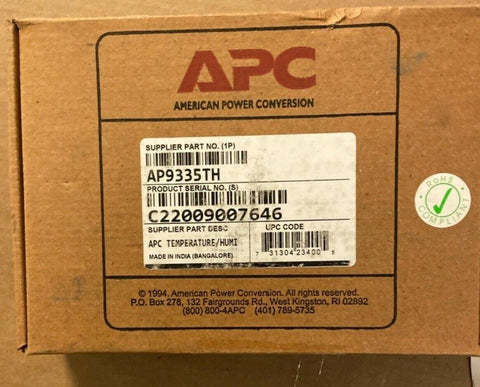 APC
AMERICAN POWER CONVERSION
SUPPLIER PART NO. (1P)
AP9335TH
PRODUCT SERIAL NO. (S)
C22009007646
SUPPLIER PART DESC
UPC CODE
APC TEMPERATURE/HUMI
MADE IN INDIA (BANGALORE)
7 31304 23400 5
RoHS
COMPLIANT
© 1994. American Power Conversion. All rights reserved.
P.O. Box 278, 132 Fairgrounds Rd., West Kingston, RI 02892
(800) 800-4APC (401) 789-5735